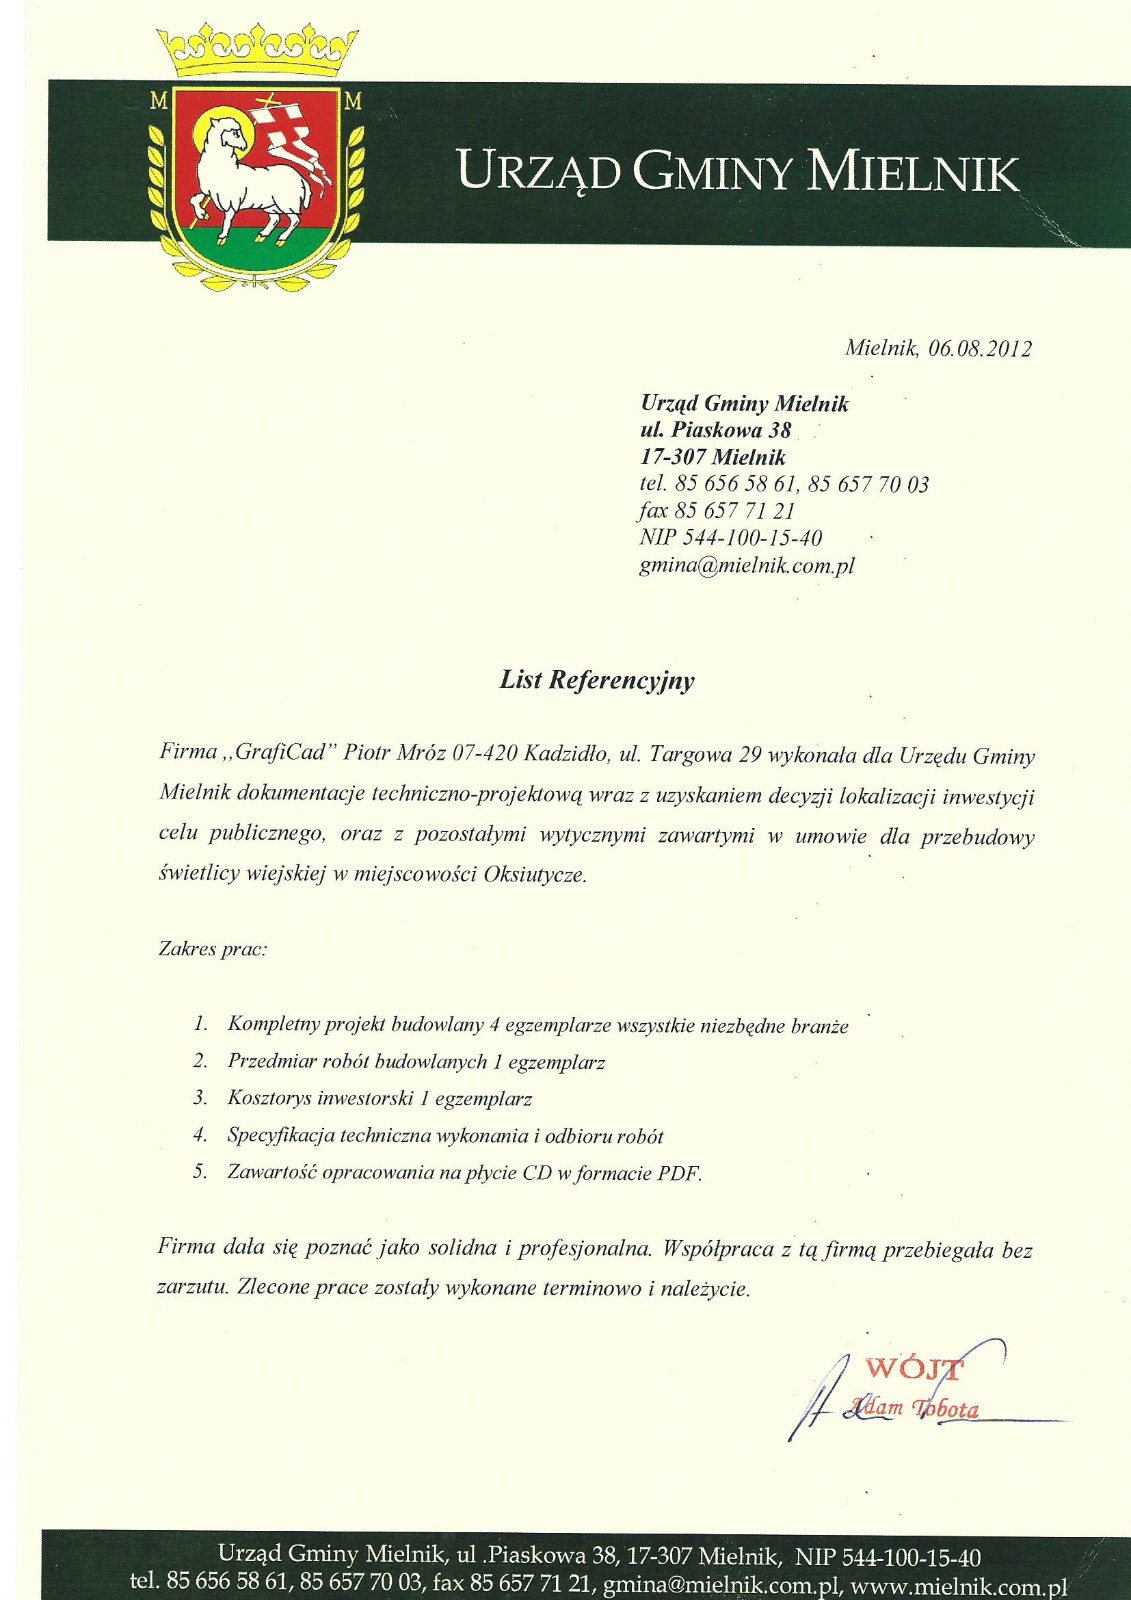 M M
URZĄD GMINY MIELNIK
Mielnik, 06.08.2012
Urząd Gminy Mielnik
ul. Piaskowa 38
17-307 Mielnik
tel. 85 656 58 61, 85 657 70 03
fax 85 657 71 21
NIP 544-100-15-40
gmina@mielnik.com.pl
List Referencyjny
Firma ,,GrafiCad" Piotr Mróz 07-420 Kadzidło, ul. Targowa 29 wykonała dla Urzędu Gminy
Mielnik dokumentacje techniczno-projektową wraz z uzyskaniem decyzji lokalizacji inwestycji
celu publicznego, oraz z pozostałymi wytycznymi zawartymi w umowie dla przebudowy
świetlicy wiejskiej w miejscowości Oksiutycze.
Zakres prac:
1. Kompletny projekt budowlany 4 egzemplarze wszystkie niezbędne branże
2. Przedmiar robót budowlanych 1 egzemplarz
3. Kosztorys inwestorski 1 egzemplarz
4. Specyfikacja techniczna wykonania i odbioru robót
5. Zawartość opracowania na płycie CD w formacie PDF.
Firma dała się poznać jako solidna i profesjonalna. Współpraca z tą firmą przebiegała bez
zarzutu. Zlecone prace zostały wykonane terminowo i należycie.
WÓJT
Adam Tobota
Urząd Gminy Mielnik, ul .Piaskowa 38, 17-307 Mielnik, NIP 544-100-15-40
tel. 85 656 58 61, 85 657 70 03, fax 85 657 71 21, gmina@mielnik.com.pl, www.mielnik.com.pl